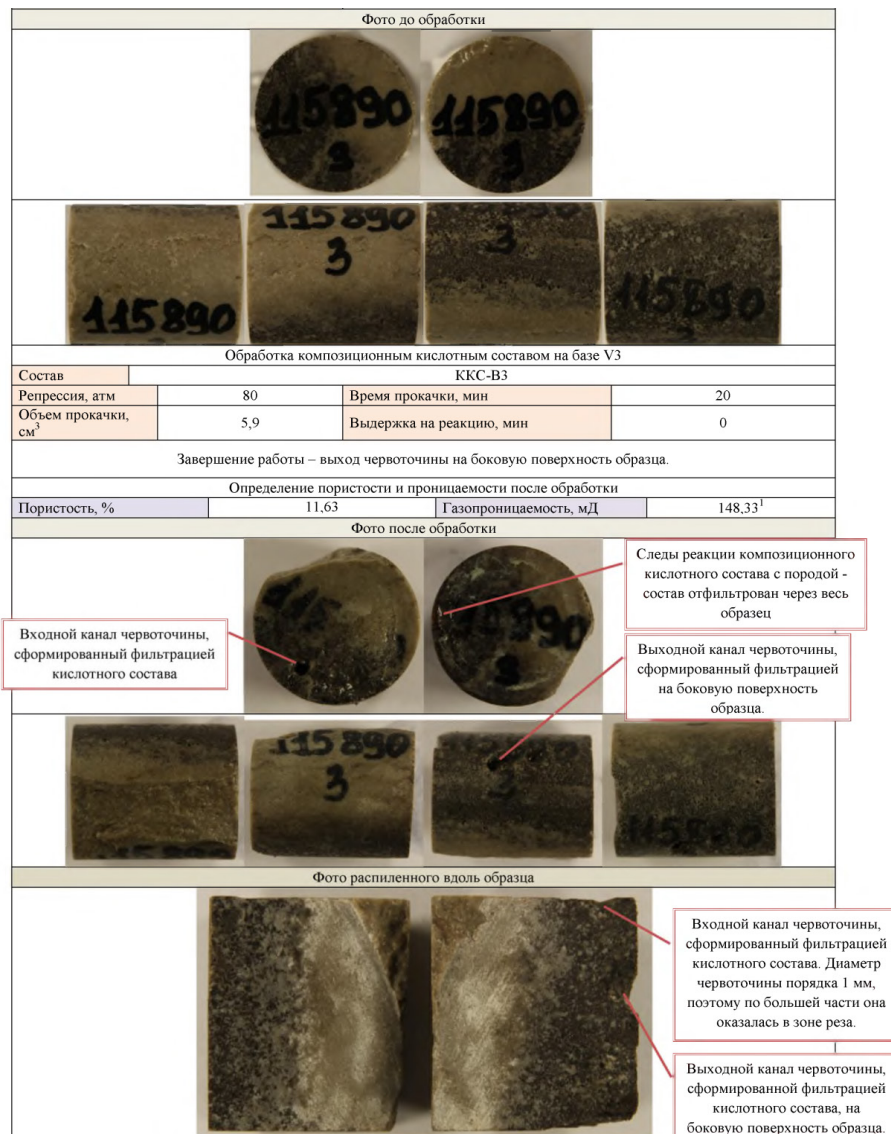 Фото до обработки
115890
3
115890
3
115890
115890
3
3
115890
Обработка композиционным кислотным составом на базе V3
Состав
ККС-В3
Репрессия, атм
80
Время прокачки, мин
20
Объем прокачки,
см³
5,9
Выдержка на реакцию, мин
0
Завершение работы – выход червоточины на боковую поверхность образца.
Определение пористости и проницаемости после обработки
Пористость, %
11,63
Газопроницаемость, мД
148,33¹
Фото после обработки
Следы реакции композиционного
кислотного состава с породой -
состав отфильтрован через весь
образец
Входной канал червоточины,
сформированный фильтрацией
кислотного состава
Выходной канал червоточины,
сформированный фильтрацией
на боковую поверхность
образца.
3
115890
3
3
Фото распиленного вдоль образца
Входной канал червоточины,
сформированный фильтрацией
кислотного состава. Диаметр
червоточины порядка 1 мм,
поэтому по большей части она
оказалась в зоне реза.
Выходной канал червоточины,
сформированной фильтрацией
кислотного состава, на
боковую поверхность образца.